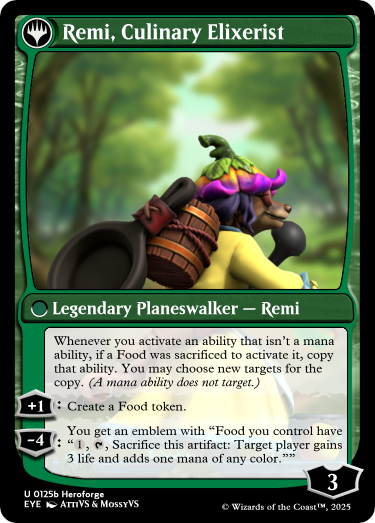 Remi, Culinary Elixerist
Legendary Planeswalker — Remi
Whenever you activate an ability that isn't a mana
ability, if a Food was sacrificed to activate it, copy
that ability. You may choose new targets for the
copy. (A mana ability does not target.)
+1: Create a Food token.
You get an emblem with “Food you control have
-4: “1, , Sacrifice this artifact: Target player gains
3 life and adds one mana of any color.””
3
U 0125b Heroforge
EYE AttiVS & MossyVS
© Wizards of the Coast™, 2025